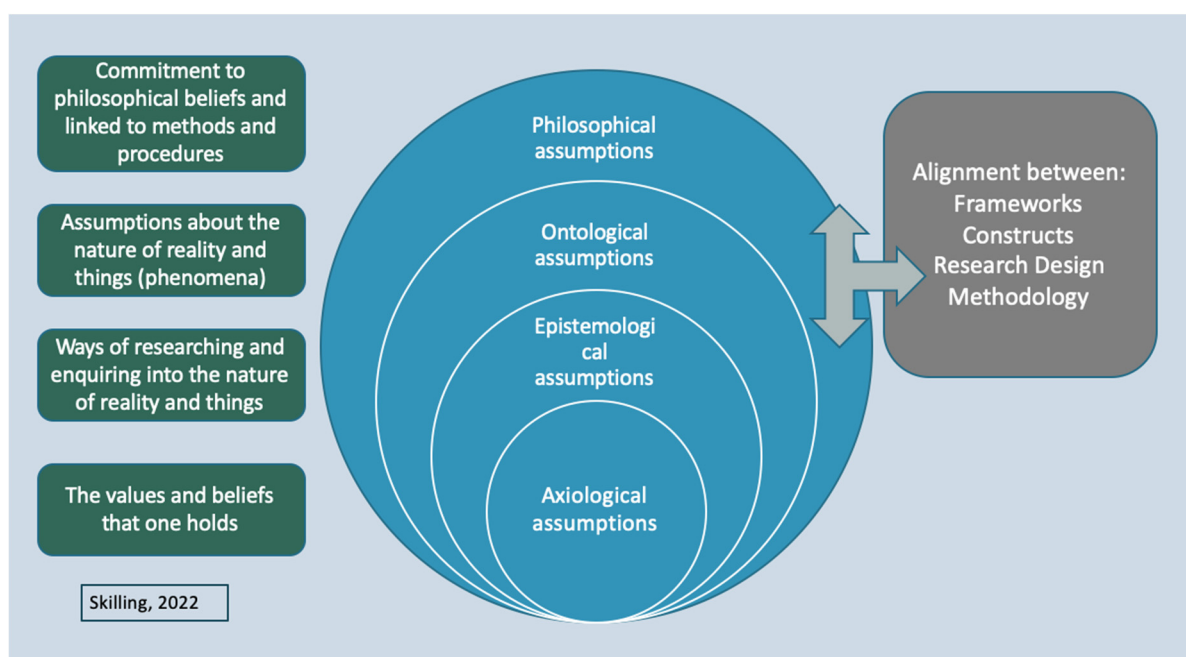 Commitment to
philosophical beliefs and
linked to methods and
procedures
Assumptions about the
nature of reality and
things (phenomena)
Ways of researching and
enquiring into the nature
of reality and things
The values and beliefs
that one holds
Skilling, 2022
Philosophical
assumptions
Ontological
assumptions
Epistemologi
cal
assumptions
Axiological
assumptions
Alignment between:
Frameworks
Constructs
Research Design
Methodology